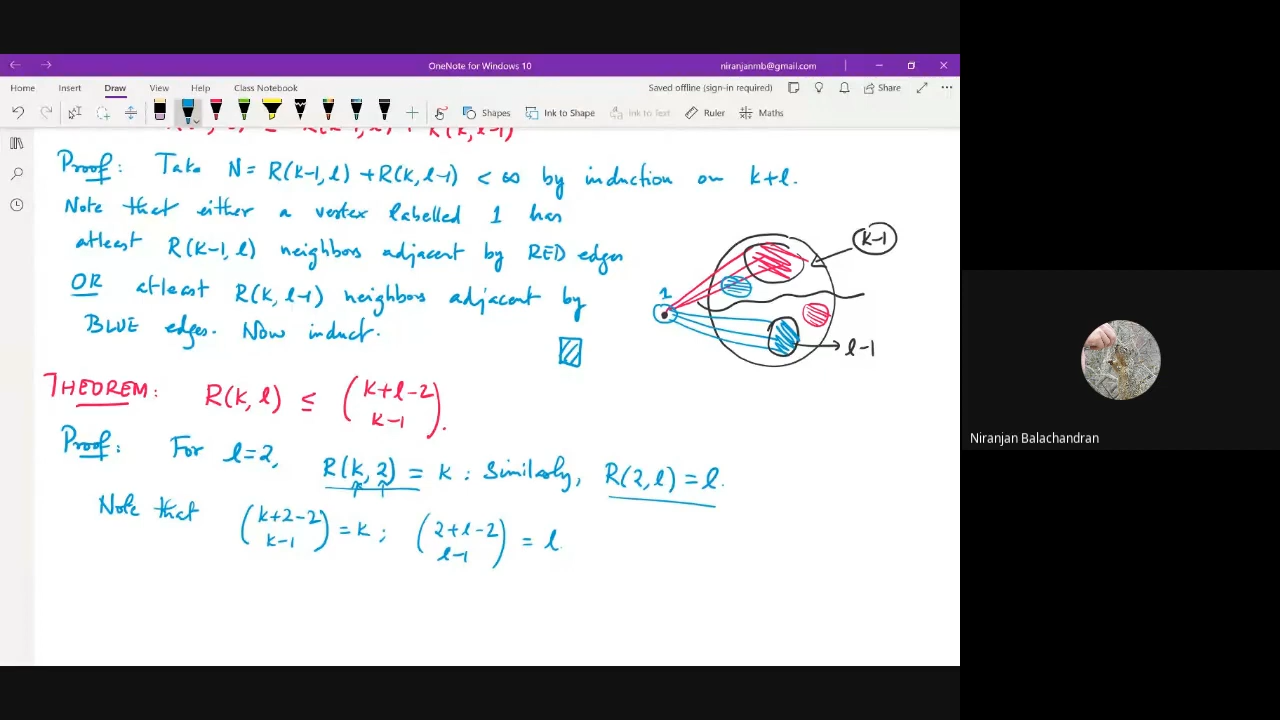 OneNote for Windows 10
niranjanmb@gmail.com
Home Insert Draw View Help Class Notebook
Saved offline (sign-in required)
Share
Shapes
Ink to Shape
Ink to Text
Ruler
Maths
Proof: Take N = R(k-1, l) + R(k, l-1) < ∞ by induction on k+l.
Note that either a vertex labelled 1 has
atleast R(k-1, l) neighbors adjacent by RED edges
OR atleast R(k, l-1) neighbors adjacent by
BLUE edges. Now induct.
1
k-1
l-1
THEOREM: R(k, l) ≤ (k+l-2 k-1).
Proof: For l=2, R(k, 2) = k; Similarly, R(2, l) = l.
Note that (k+2-2 k-1) = k; (2+l-2 l-1) = l.
Niranjan Balachandran